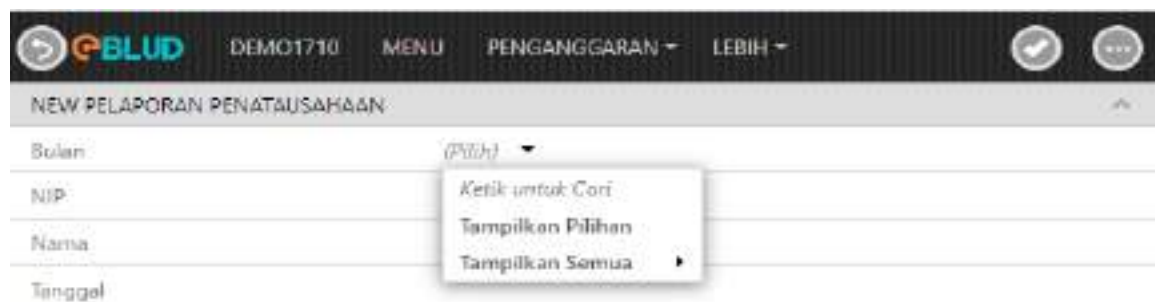 eBLUD DEMO1710 MENU PENGANGGARAN LEBIH
NEW PELAPORAN PENATAUSAHAAN
Bulan (Pilih)
Ketik untuk Cari
NIP
Tampilkan Pilihan
Nama
Tampilkan Semua
Tanggal